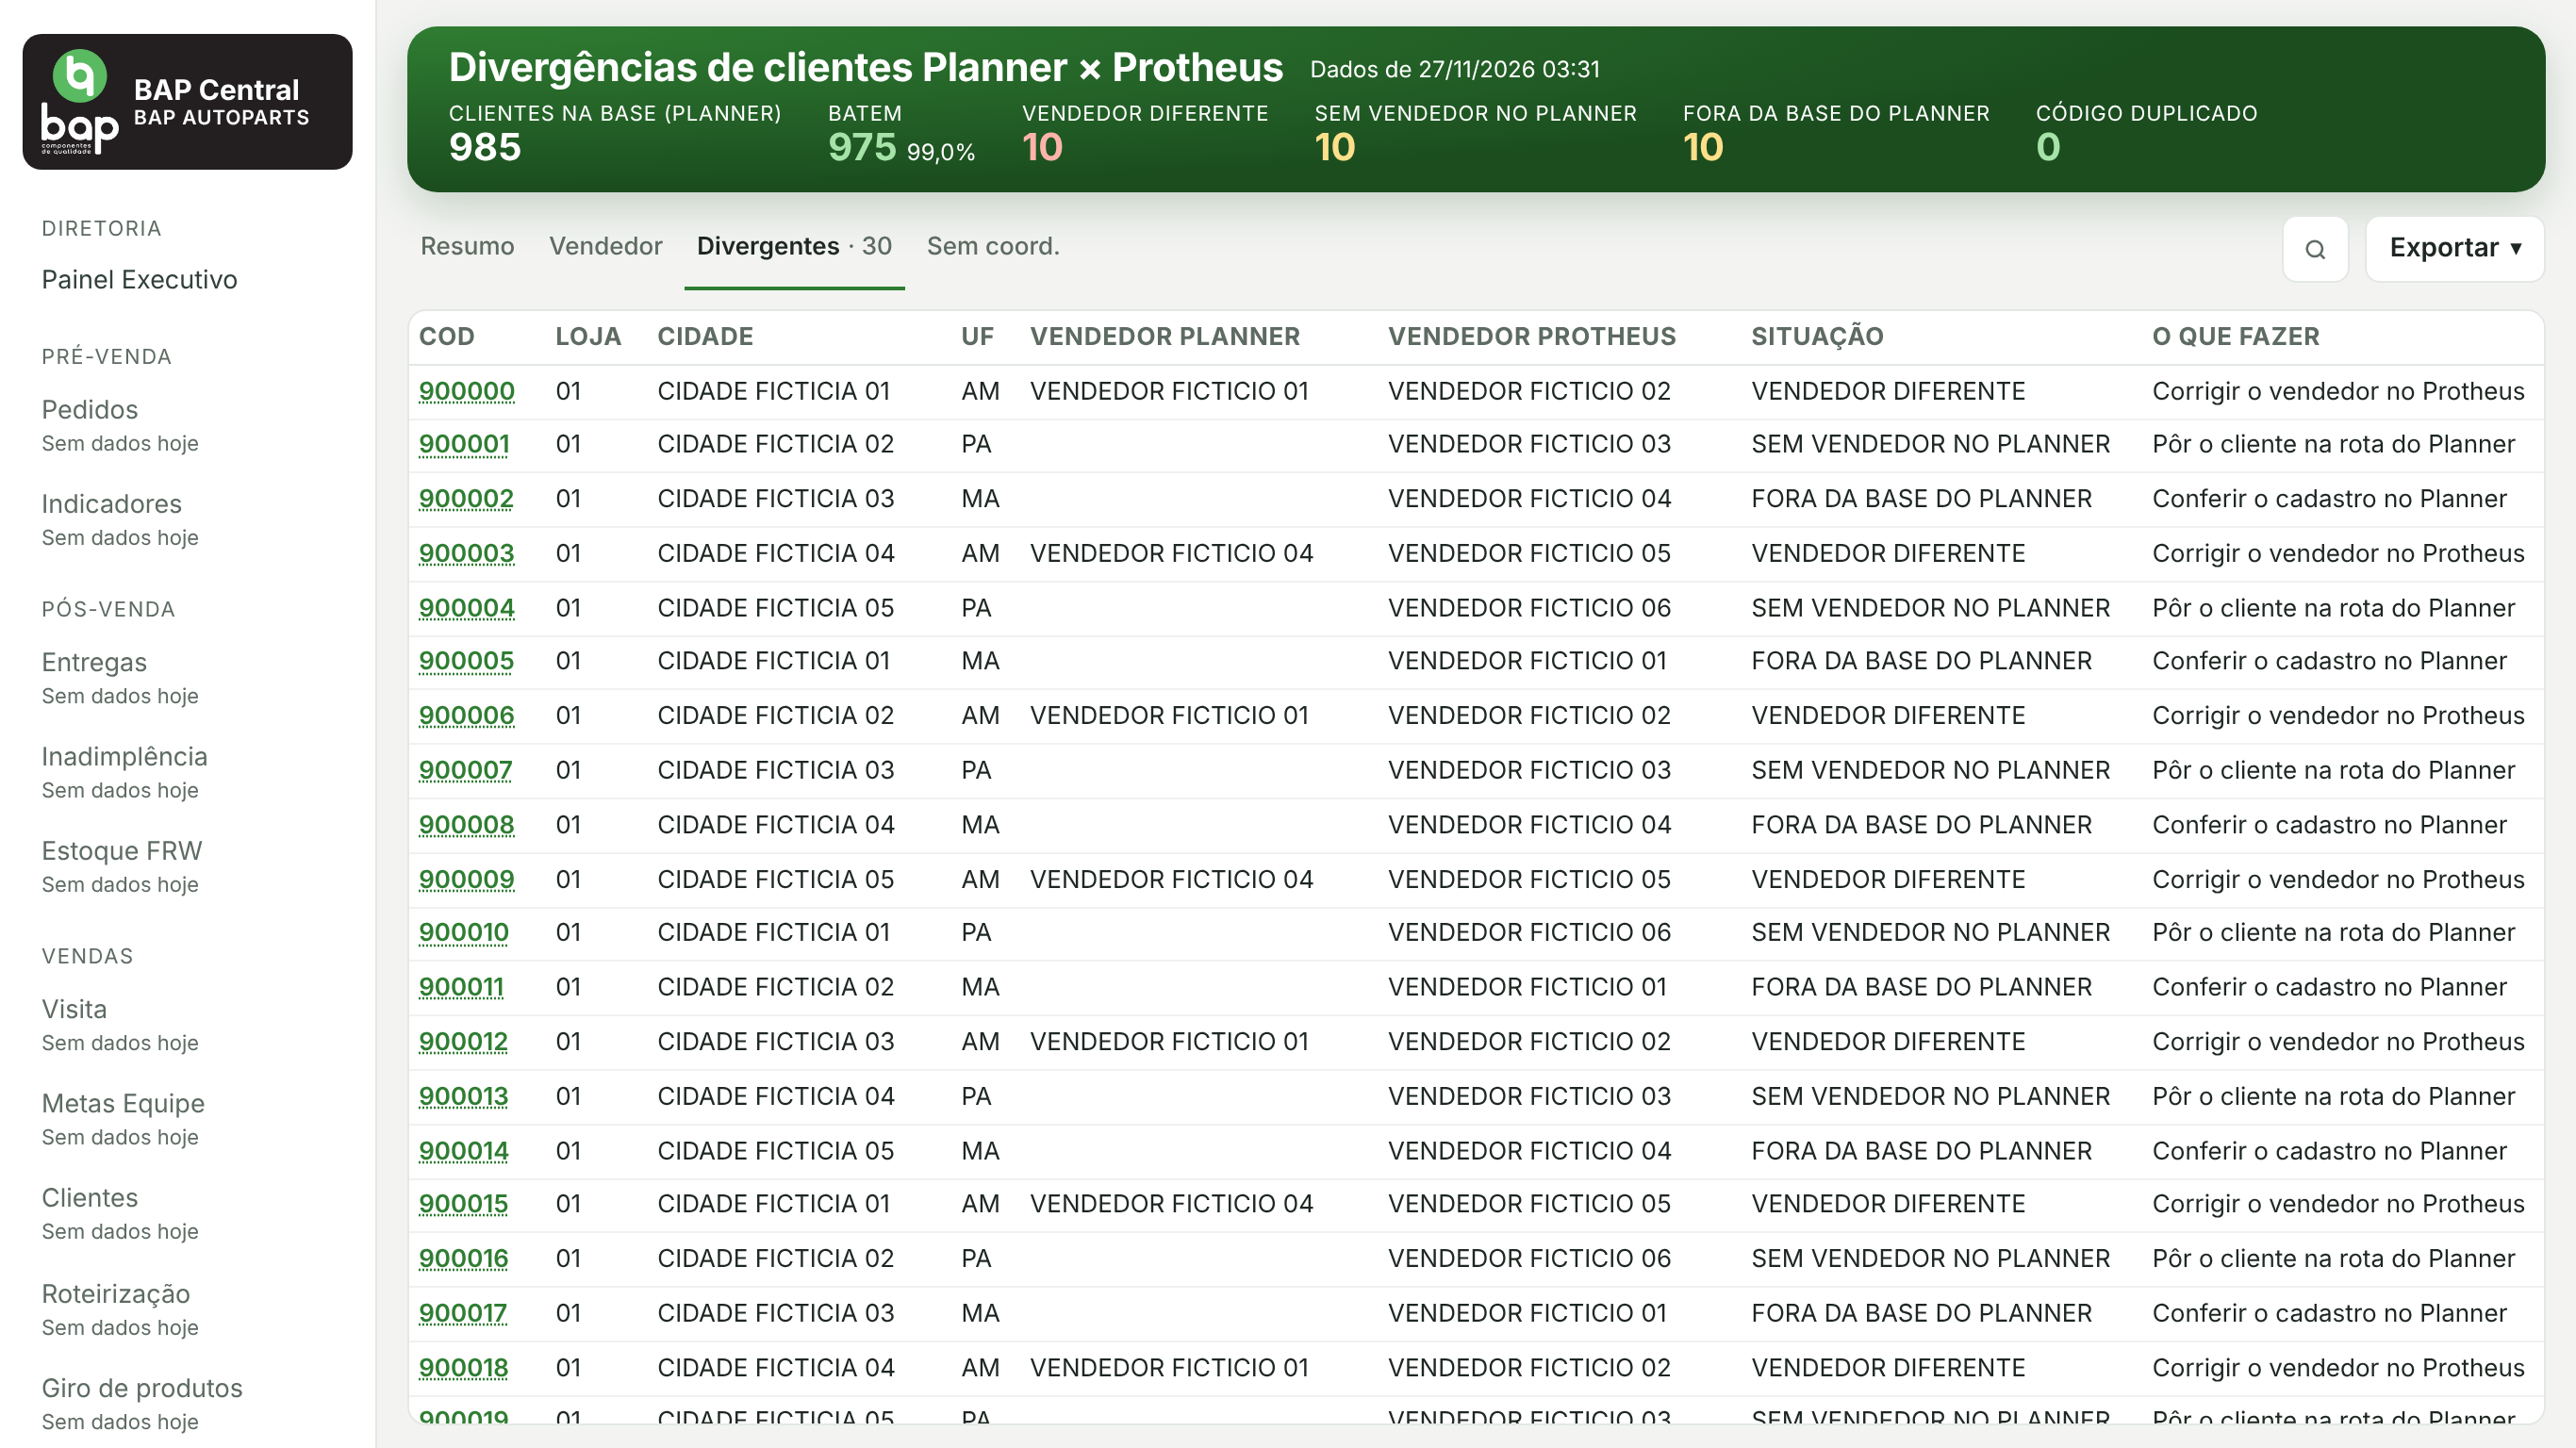 bap
componentes
de qualidade
BAP Central
BAP AUTOPARTS
DIRETORIA
Painel Executivo
PRÉ-VENDA
Pedidos
Sem dados hoje
Indicadores
Sem dados hoje
PÓS-VENDA
Entregas
Sem dados hoje
Inadimplência
Sem dados hoje
Estoque FRW
Sem dados hoje
VENDAS
Visita
Sem dados hoje
Metas Equipe
Sem dados hoje
Clientes
Sem dados hoje
Roteirização
Sem dados hoje
Giro de produtos
Sem dados hoje
Divergências de clientes Planner × Protheus Dados de 27/11/2026 03:31
CLIENTES NA BASE (PLANNER) BATEM VENDEDOR DIFERENTE SEM VENDEDOR NO PLANNER FORA DA BASE DO PLANNER CÓDIGO DUPLICADO
985 975 99,0% 10 10 10 0
Resumo Vendedor Divergentes · 30 Sem coord. Exportar ▾
COD LOJA CIDADE UF VENDEDOR PLANNER VENDEDOR PROTHEUS SITUAÇÃO O QUE FAZER
900000 01 CIDADE FICTICIA 01 AM VENDEDOR FICTICIO 01 VENDEDOR FICTICIO 02 VENDEDOR DIFERENTE Corrigir o vendedor no Protheus
900001 01 CIDADE FICTICIA 02 PA VENDEDOR FICTICIO 03 SEM VENDEDOR NO PLANNER Pôr o cliente na rota do Planner
900002 01 CIDADE FICTICIA 03 MA VENDEDOR FICTICIO 04 FORA DA BASE DO PLANNER Conferir o cadastro no Planner
900003 01 CIDADE FICTICIA 04 AM VENDEDOR FICTICIO 04 VENDEDOR FICTICIO 05 VENDEDOR DIFERENTE Corrigir o vendedor no Protheus
900004 01 CIDADE FICTICIA 05 PA VENDEDOR FICTICIO 06 SEM VENDEDOR NO PLANNER Pôr o cliente na rota do Planner
900005 01 CIDADE FICTICIA 01 MA VENDEDOR FICTICIO 01 FORA DA BASE DO PLANNER Conferir o cadastro no Planner
900006 01 CIDADE FICTICIA 02 AM VENDEDOR FICTICIO 01 VENDEDOR FICTICIO 02 VENDEDOR DIFERENTE Corrigir o vendedor no Protheus
900007 01 CIDADE FICTICIA 03 PA VENDEDOR FICTICIO 03 SEM VENDEDOR NO PLANNER Pôr o cliente na rota do Planner
900008 01 CIDADE FICTICIA 04 MA VENDEDOR FICTICIO 04 FORA DA BASE DO PLANNER Conferir o cadastro no Planner
900009 01 CIDADE FICTICIA 05 AM VENDEDOR FICTICIO 04 VENDEDOR FICTICIO 05 VENDEDOR DIFERENTE Corrigir o vendedor no Protheus
900010 01 CIDADE FICTICIA 01 PA VENDEDOR FICTICIO 06 SEM VENDEDOR NO PLANNER Pôr o cliente na rota do Planner
900011 01 CIDADE FICTICIA 02 MA VENDEDOR FICTICIO 01 FORA DA BASE DO PLANNER Conferir o cadastro no Planner
900012 01 CIDADE FICTICIA 03 AM VENDEDOR FICTICIO 01 VENDEDOR FICTICIO 02 VENDEDOR DIFERENTE Corrigir o vendedor no Protheus
900013 01 CIDADE FICTICIA 04 PA VENDEDOR FICTICIO 03 SEM VENDEDOR NO PLANNER Pôr o cliente na rota do Planner
900014 01 CIDADE FICTICIA 05 MA VENDEDOR FICTICIO 04 FORA DA BASE DO PLANNER Conferir o cadastro no Planner
900015 01 CIDADE FICTICIA 01 AM VENDEDOR FICTICIO 04 VENDEDOR FICTICIO 05 VENDEDOR DIFERENTE Corrigir o vendedor no Protheus
900016 01 CIDADE FICTICIA 02 PA VENDEDOR FICTICIO 06 SEM VENDEDOR NO PLANNER Pôr o cliente na rota do Planner
900017 01 CIDADE FICTICIA 03 MA VENDEDOR FICTICIO 01 FORA DA BASE DO PLANNER Conferir o cadastro no Planner
900018 01 CIDADE FICTICIA 04 AM VENDEDOR FICTICIO 01 VENDEDOR FICTICIO 02 VENDEDOR DIFERENTE Corrigir o vendedor no Protheus
900019 01 CIDADE FICTICIA 05 PA VENDEDOR FICTICIO 03 SEM VENDEDOR NO PLANNER Pôr o cliente na rota do Planner